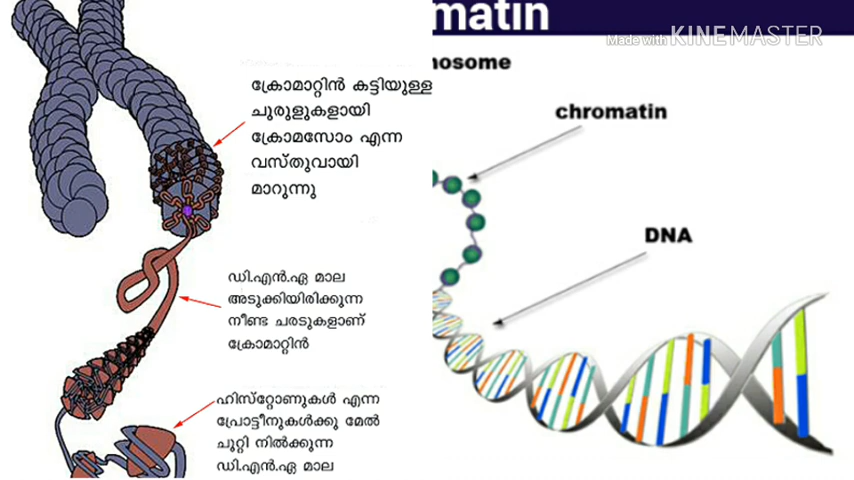 ക്രോമാറ്റിൻ കട്ടിയുള്ള
ചുരുളുകളായി
ക്രോമസോം എന്ന
വസ്തുവായി
മാറുന്നു
ഡി.എൻ.ഏ മാല
അടുക്കിയിരിക്കുന്ന
നീണ്ട ചരടുകളാണ്
ക്രോമാറ്റിൻ
ഹിസ്റ്റോണുകൾ എന്ന
പ്രോട്ടീനുകൾക്കു മേൽ
ചുറ്റി നിൽക്കുന്ന
ഡി.എൻ.ഏ മാല
matin
Made with KINEMASTER
nosome
chromatin
DNA